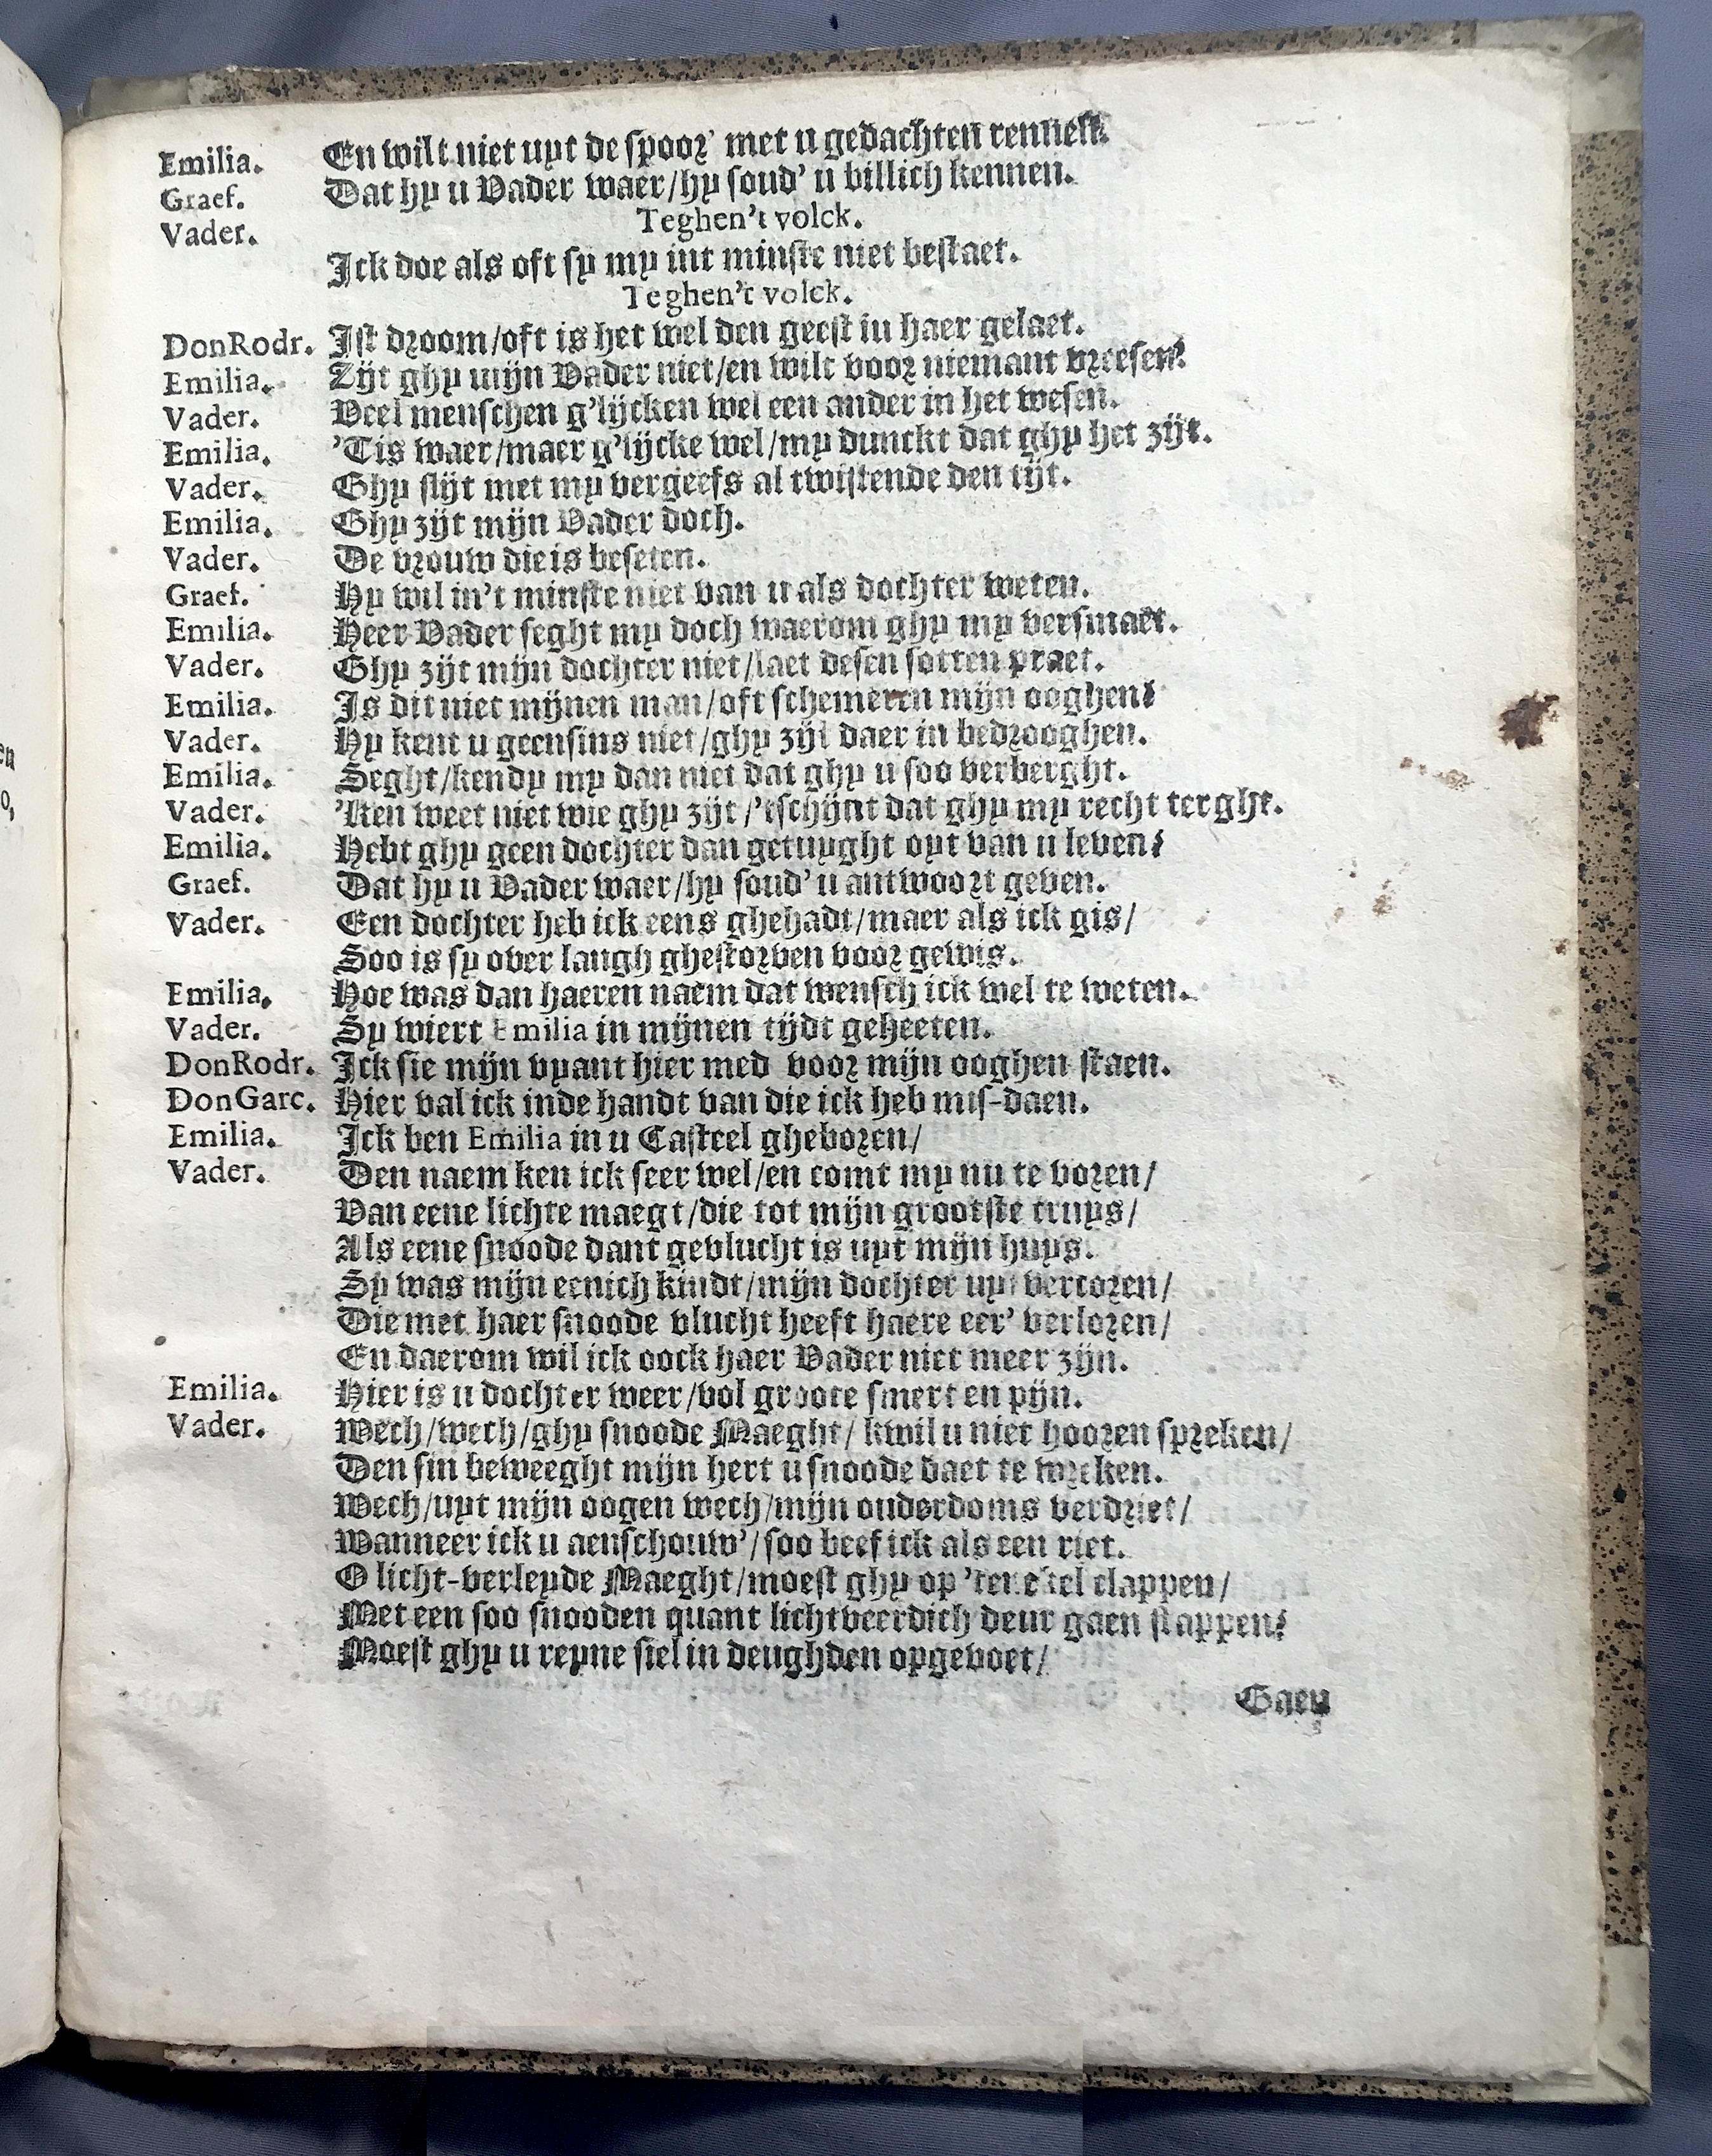 Emilia. En wilt niet uyt de spoor' met u gedachten rennen.
Graef. Dat hy u Vader waer/hy soud' u billich kennen.
Vader. Teghen't volck.
Ick doe als oft sy my int minste niet bestaet.
Teghen't volck.
DonRodr. Ist droom/oft is het wel den geest in haer gelaet.
Emilia. Zijt ghy mijn Vader niet/en wilt voor niemant vreesen?
Vader. Veel menschen g'lijcken wel een ander in het wesen.
Emilia. 'Tis waer/maer g'lijcke wel/my dunckt dat ghy het zijt.
Vader. Ghy slijt met my vergeefs al twistende den tijt.
Emilia. Ghy zijt mijn Vader doch.
Vader. De vrouw die is beseten.
Graef. Hy wil in't minste niet van u als dochter weten.
Emilia. Heer Vader seght my doch waerom ghy my versmaet.
Vader. Ghy zijt mijn dochter niet/laet desen sotten praet.
Emilia. Is dit niet mijnen man/oft schemeren mijn ooghen?
Vader. Hy kent u geensins niet/ghy zijt daer in bedrooghen.
Emilia. Seght/kendy my dan niet dat ghy u soo verberght.
Vader. 'Ken weet niet wie ghy zijt/'tschijnt dat ghy my recht terght.
Emilia. Hebt ghy geen dochter dan getuyght oyt van u leven?
Graef. Dat hy u Vader waer/hy soud' u antwoort geven.
Vader. Een dochter heb ick eens ghehadt/maer als ick gis/
Soo is sy over langh ghestorven voor gewis.
Emilia. Hoe was dan haeren naem dat wensch ick wel te weten.
Vader. Sy wiert Emilia in mijnen tijdt geheeten.
DonRodr. Ick sie mijn vyant hier med voor mijn ooghen staen.
DonGarc. Hier val ick inde handt van die ick heb mis-daen.
Emilia. Ick ben Emilia in u Casteel gheboren/
Vader. Den naem ken ick seer wel/en comt my nu te voren/
Van eene lichte maegt/die tot mijn grootste cruys/
Als eene snoode dant gevlucht is uyt mijn huys.
Sy was mijn eenich kindt/mijn dochter uyt vercoren/
Die met haer snoode vlucht heeft haere eer' verloren/
En daerom wil ick oock haer Vader niet meer zijn.
Emilia. Hier is u dochter weer/vol groote smert en pijn.
Vader. Wech/wech/ghy snoode Maeght/ kwil u niet hooren spreken/
Den sin beweeght mijn hert u snoode daet te wreken.
Wech/uyt mijn oogen wech/mijn ouderdoms verdriet/
Wanneer ick u aenschouw'/soo beef ick als een riet.
O licht-verleyde Maeght/moest ghy op clappen/
Met een soo snooden quant lichtveerdich deur gaen stappen?
Moest ghy u reyne siel in deughden opgevoet/
Gaen